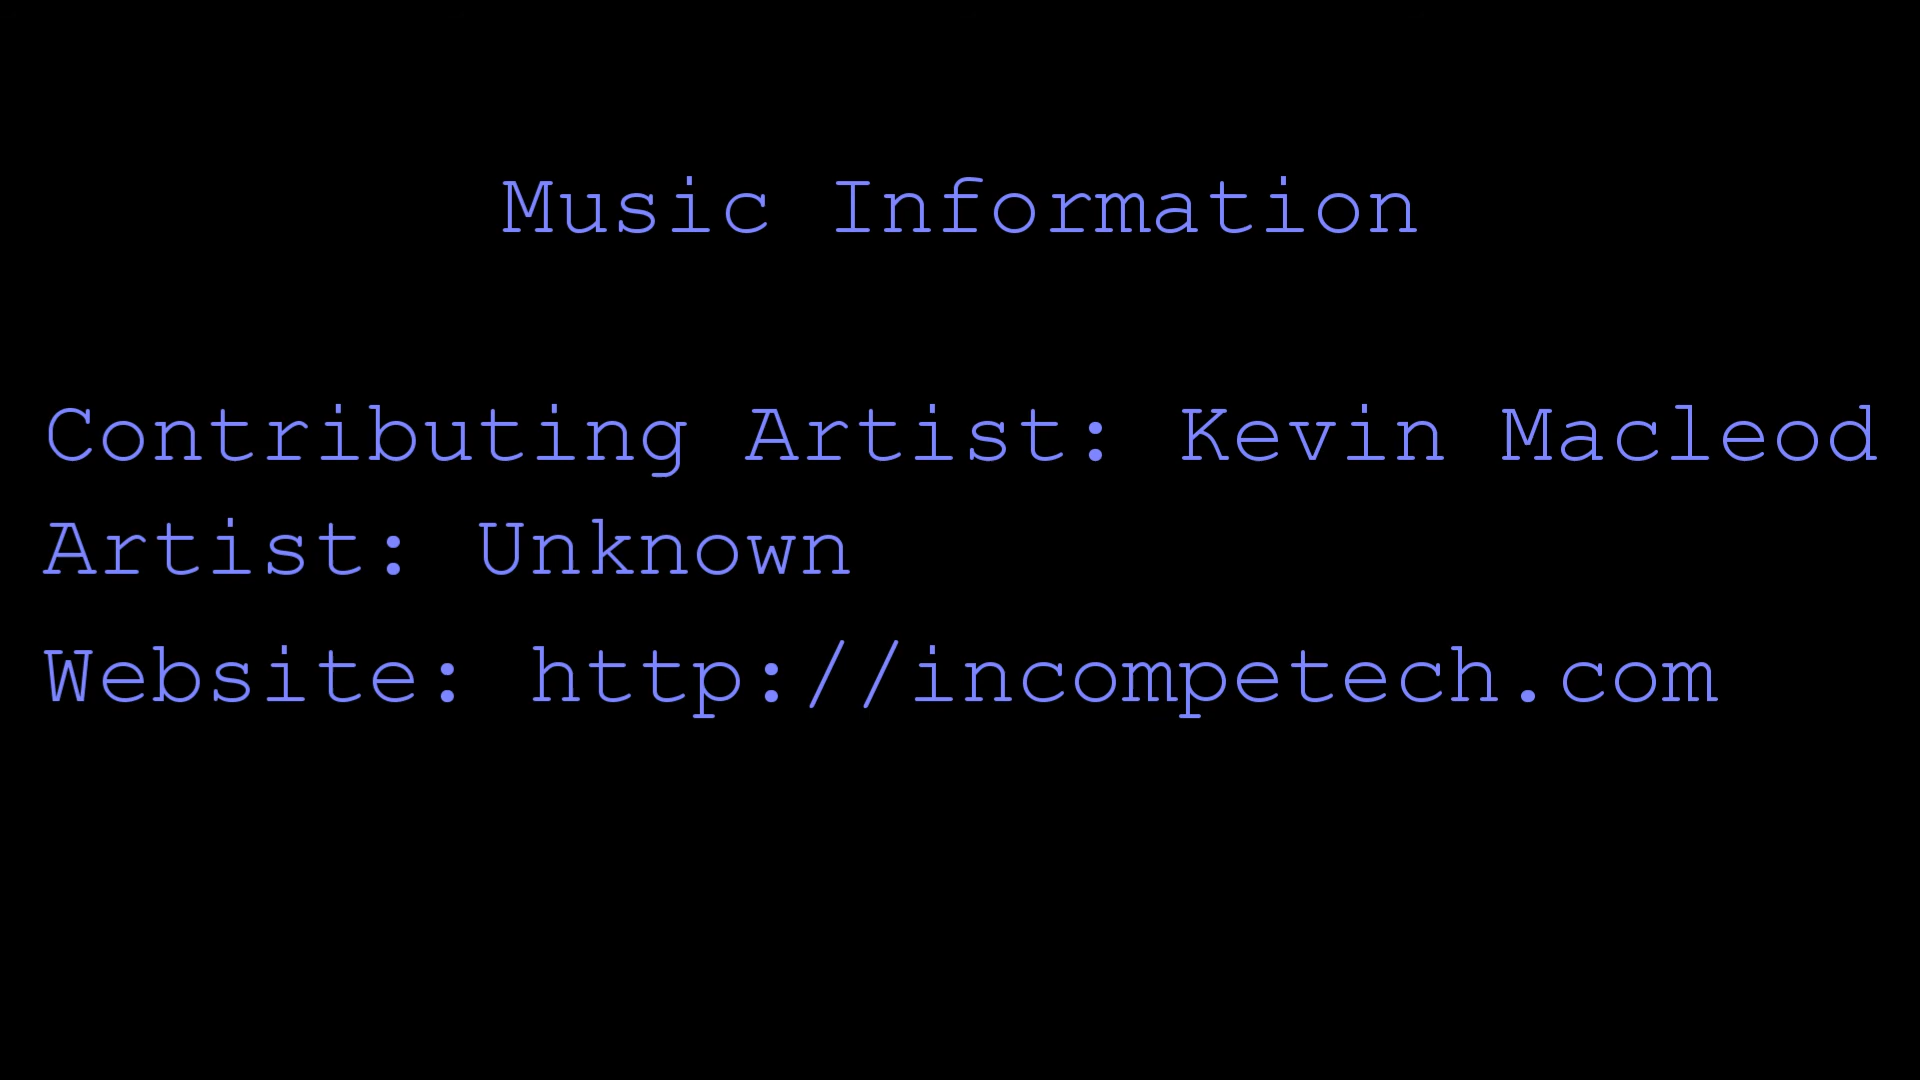 Music Information
Contributing Artist: Kevin Macleod
Artist: Unknown
Website: http://incompetech.com